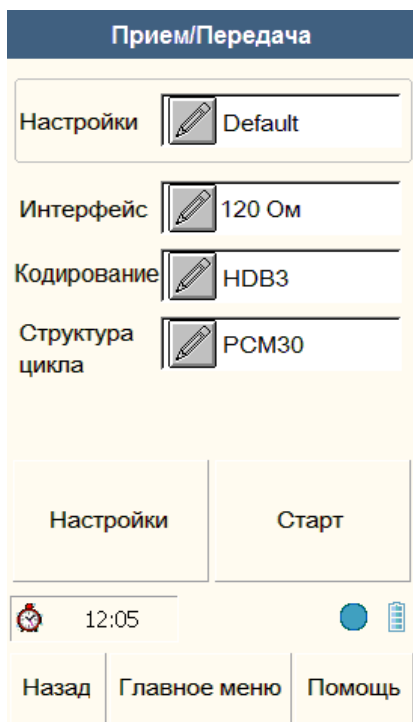 Прием/Передача
Настройки Default
Интерфейс 120 Ом
Кодирование HDB3
Структура
цикла PCM30
Настройки Старт
12:05
Назад Главное меню Помощь